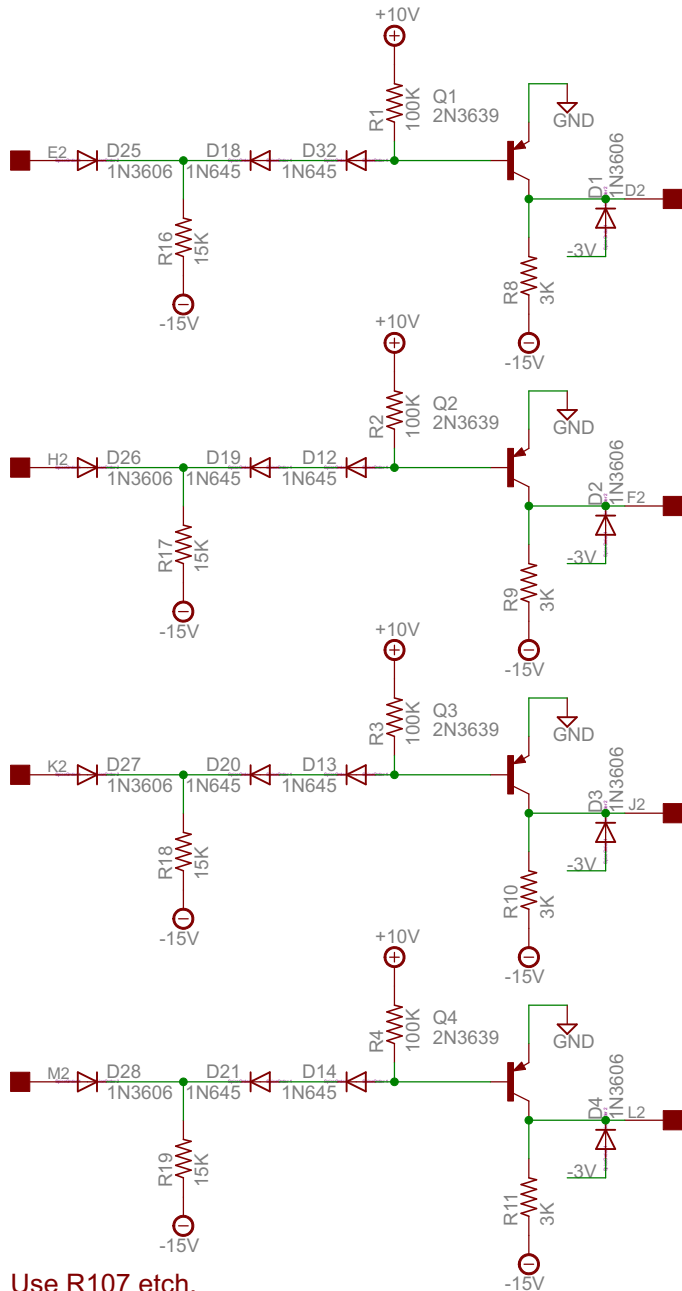 +10V
R1
100K
Q1
2N3639
GND
E2
D25
1N3606
D18
1N645
D32
1N645
D1
1N3606
D2
-3V
R16
15K
-15V
R8
3K
-15V
+10V
R2
100K
Q2
2N3639
GND
H2
D26
1N3606
D19
1N645
D12
1N645
D2
1N3606
F2
-3V
R17
15K
-15V
R9
3K
-15V
+10V
R3
100K
Q3
2N3639
GND
K2
D27
1N3606
D20
1N645
D13
1N645
D3
1N3606
J2
-3V
R18
15K
-15V
R10
3K
-15V
+10V
R4
100K
Q4
2N3639
GND
M2
D28
1N3606
D21
1N645
D14
1N645
D4
1N3606
L2
-3V
R19
15K
-15V
R11
3K
-15V
Use R107 etch.